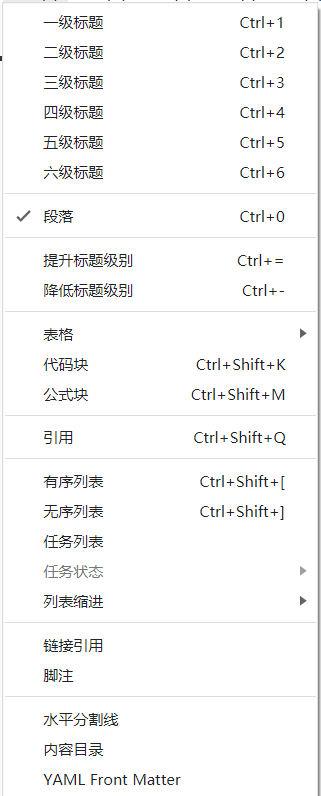 一级标题 Ctrl+1
二级标题 Ctrl+2
三级标题 Ctrl+3
四级标题 Ctrl+4
五级标题 Ctrl+5
六级标题 Ctrl+6
段落 Ctrl+0
提升标题级别 Ctrl+=
降低标题级别 Ctrl+-
表格
代码块 Ctrl+Shift+K
公式块 Ctrl+Shift+M
引用 Ctrl+Shift+Q
有序列表 Ctrl+Shift+[
无序列表 Ctrl+Shift+]
任务列表
任务状态
列表缩进
链接引用
脚注
水平分割线
内容目录
YAML Front Matter